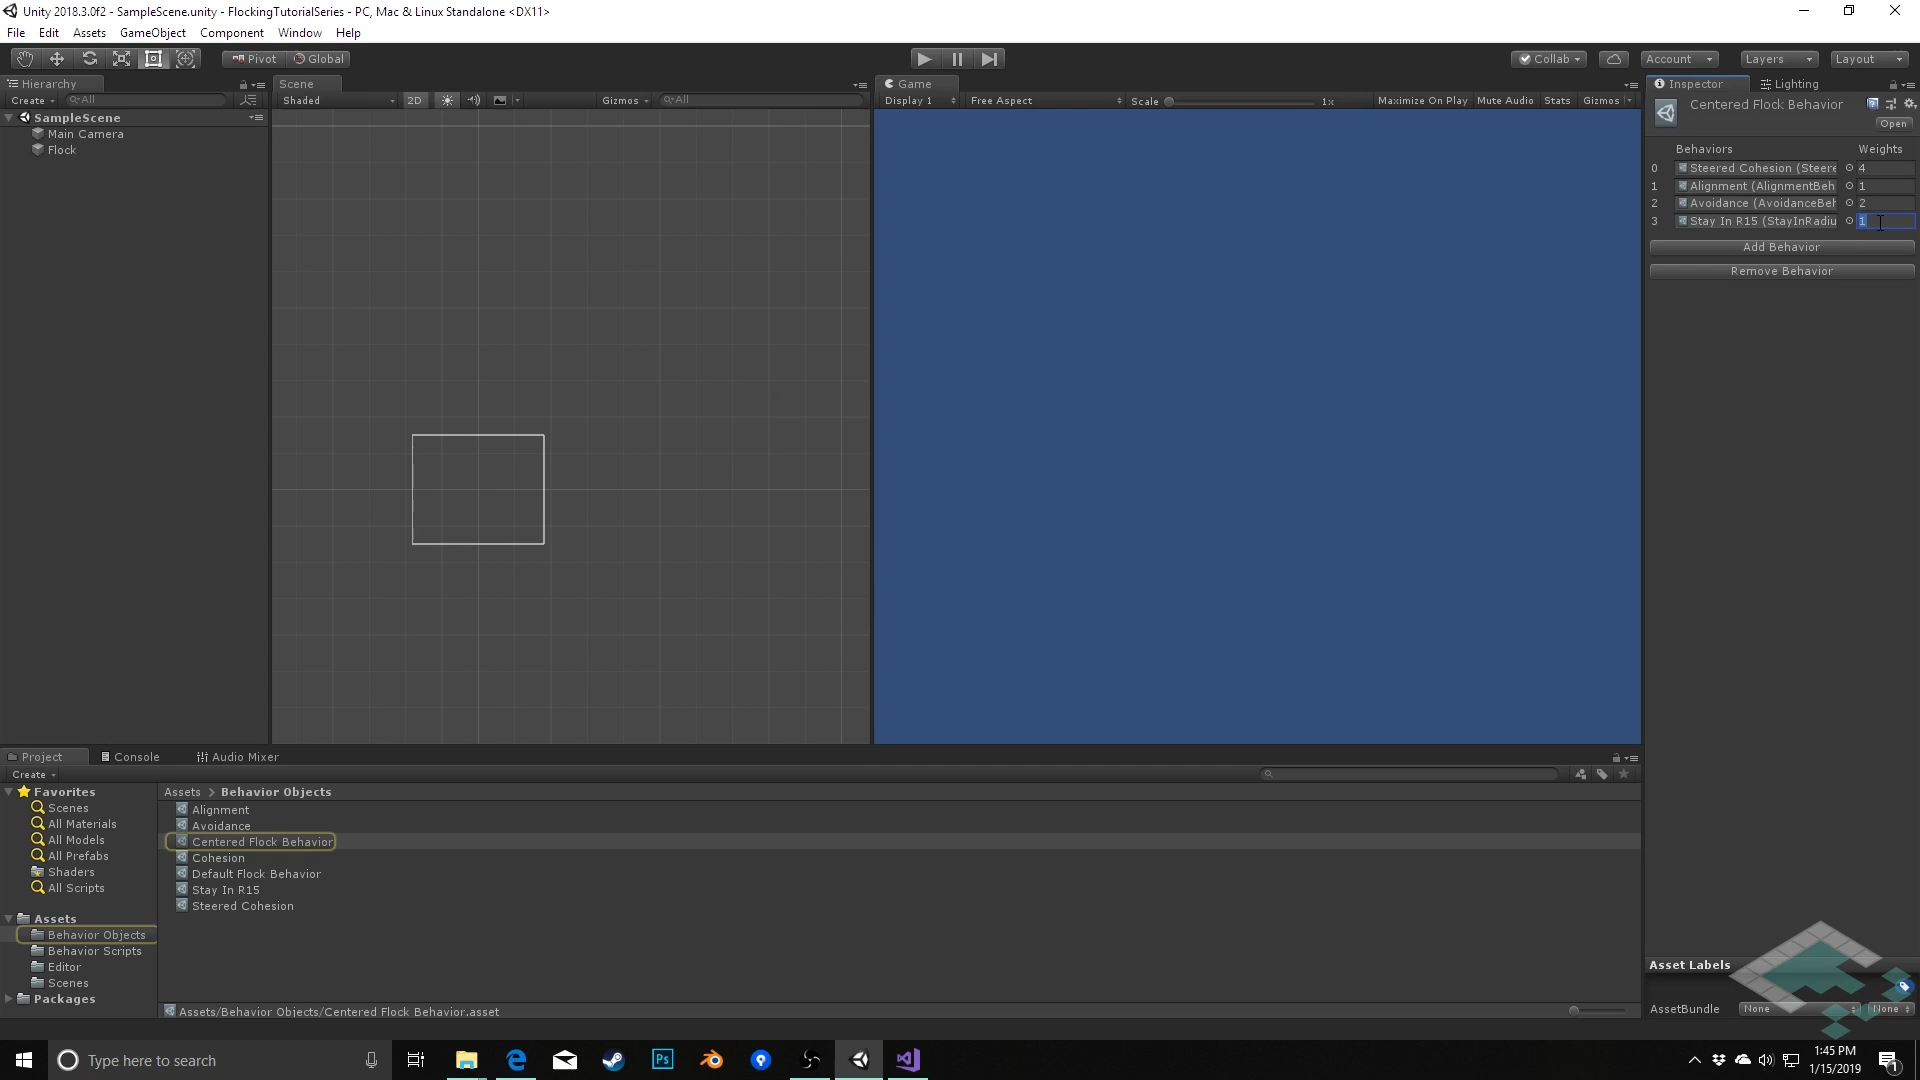 Unity 2018.3.0f2 - SampleScene.unity - FlockingTutorialSeries - PC, Mac & Linux Standalone <DX11>
File Edit Assets GameObject Component Window Help
Pivot Global Collab Account Layers Layout
Hierarchy Scene Game Inspector Lighting
Create All Shaded 2D Gizmos All Display 1 Free Aspect Scale 1x Maximize On Play Mute Audio Stats Gizmos
SampleScene
Main Camera
Flock
Centered Flock Behavior
Open
Behaviors Weights
0 Steered Cohesion (Steere 4
1 Alignment (AlignmentBeh 1
2 Avoidance (AvoidanceBeh 2
3 Stay In R15 (StayInRadiu 1
Add Behavior
Remove Behavior
Project Console Audio Mixer
Create
Favorites
Scenes
All Materials
All Models
All Prefabs
Shaders
All Scripts
Assets
Behavior Objects
Behavior Scripts
Editor
Scenes
Packages
Assets > Behavior Objects
Alignment
Avoidance
Centered Flock Behavior
Cohesion
Default Flock Behavior
Stay In R15
Steered Cohesion
Assets/Behavior Objects/Centered Flock Behavior.asset
Asset Labels
AssetBundle None None
Type here to search
Ps
1:45 PM
1/15/2019
1